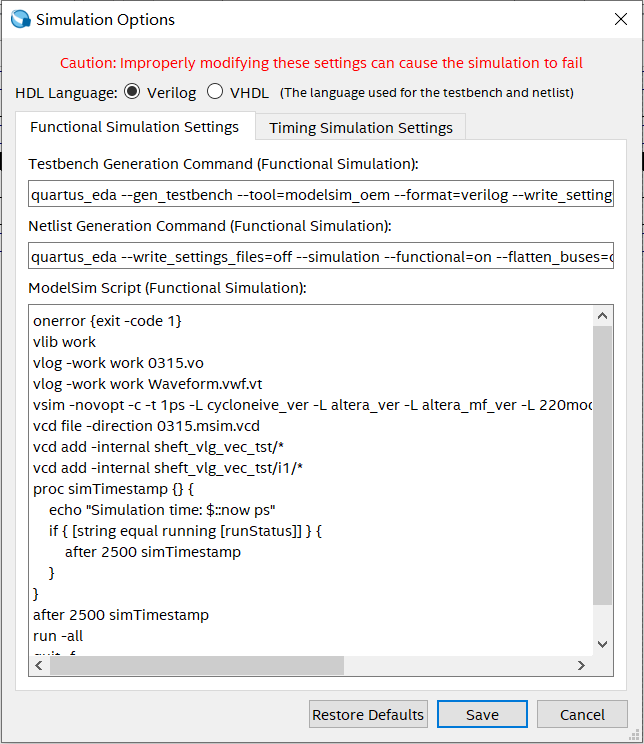 Simulation Options
Caution: Improperly modifying these settings can cause the simulation to fail
HDL Language: Verilog VHDL (The language used for the testbench and netlist)
Functional Simulation Settings Timing Simulation Settings
Testbench Generation Command (Functional Simulation):
quartus_eda --gen_testbench --tool=modelsim_oem --format=verilog --write_setting
Netlist Generation Command (Functional Simulation):
quartus_eda --write_settings_files=off --simulation --functional=on --flatten_buses=
ModelSim Script (Functional Simulation):
onerror {exit -code 1}
vlib work
vlog -work work 0315.vo
vlog -work work Waveform.vwf.vt
vsim -novopt -c -t 1ps -L cycloneive_ver -L altera_ver -L altera_mf_ver -L 220mod
vcd file -direction 0315.msim.vcd
vcd add -internal sheft_vlg_vec_tst/*
vcd add -internal sheft_vlg_vec_tst/i1/*
proc simTimestamp {} {
    echo "Simulation time: $::now ps"
    if { [string equal running [runStatus]] } {
        after 2500 simTimestamp
    }
}
after 2500 simTimestamp
run -all
Restore Defaults Save Cancel